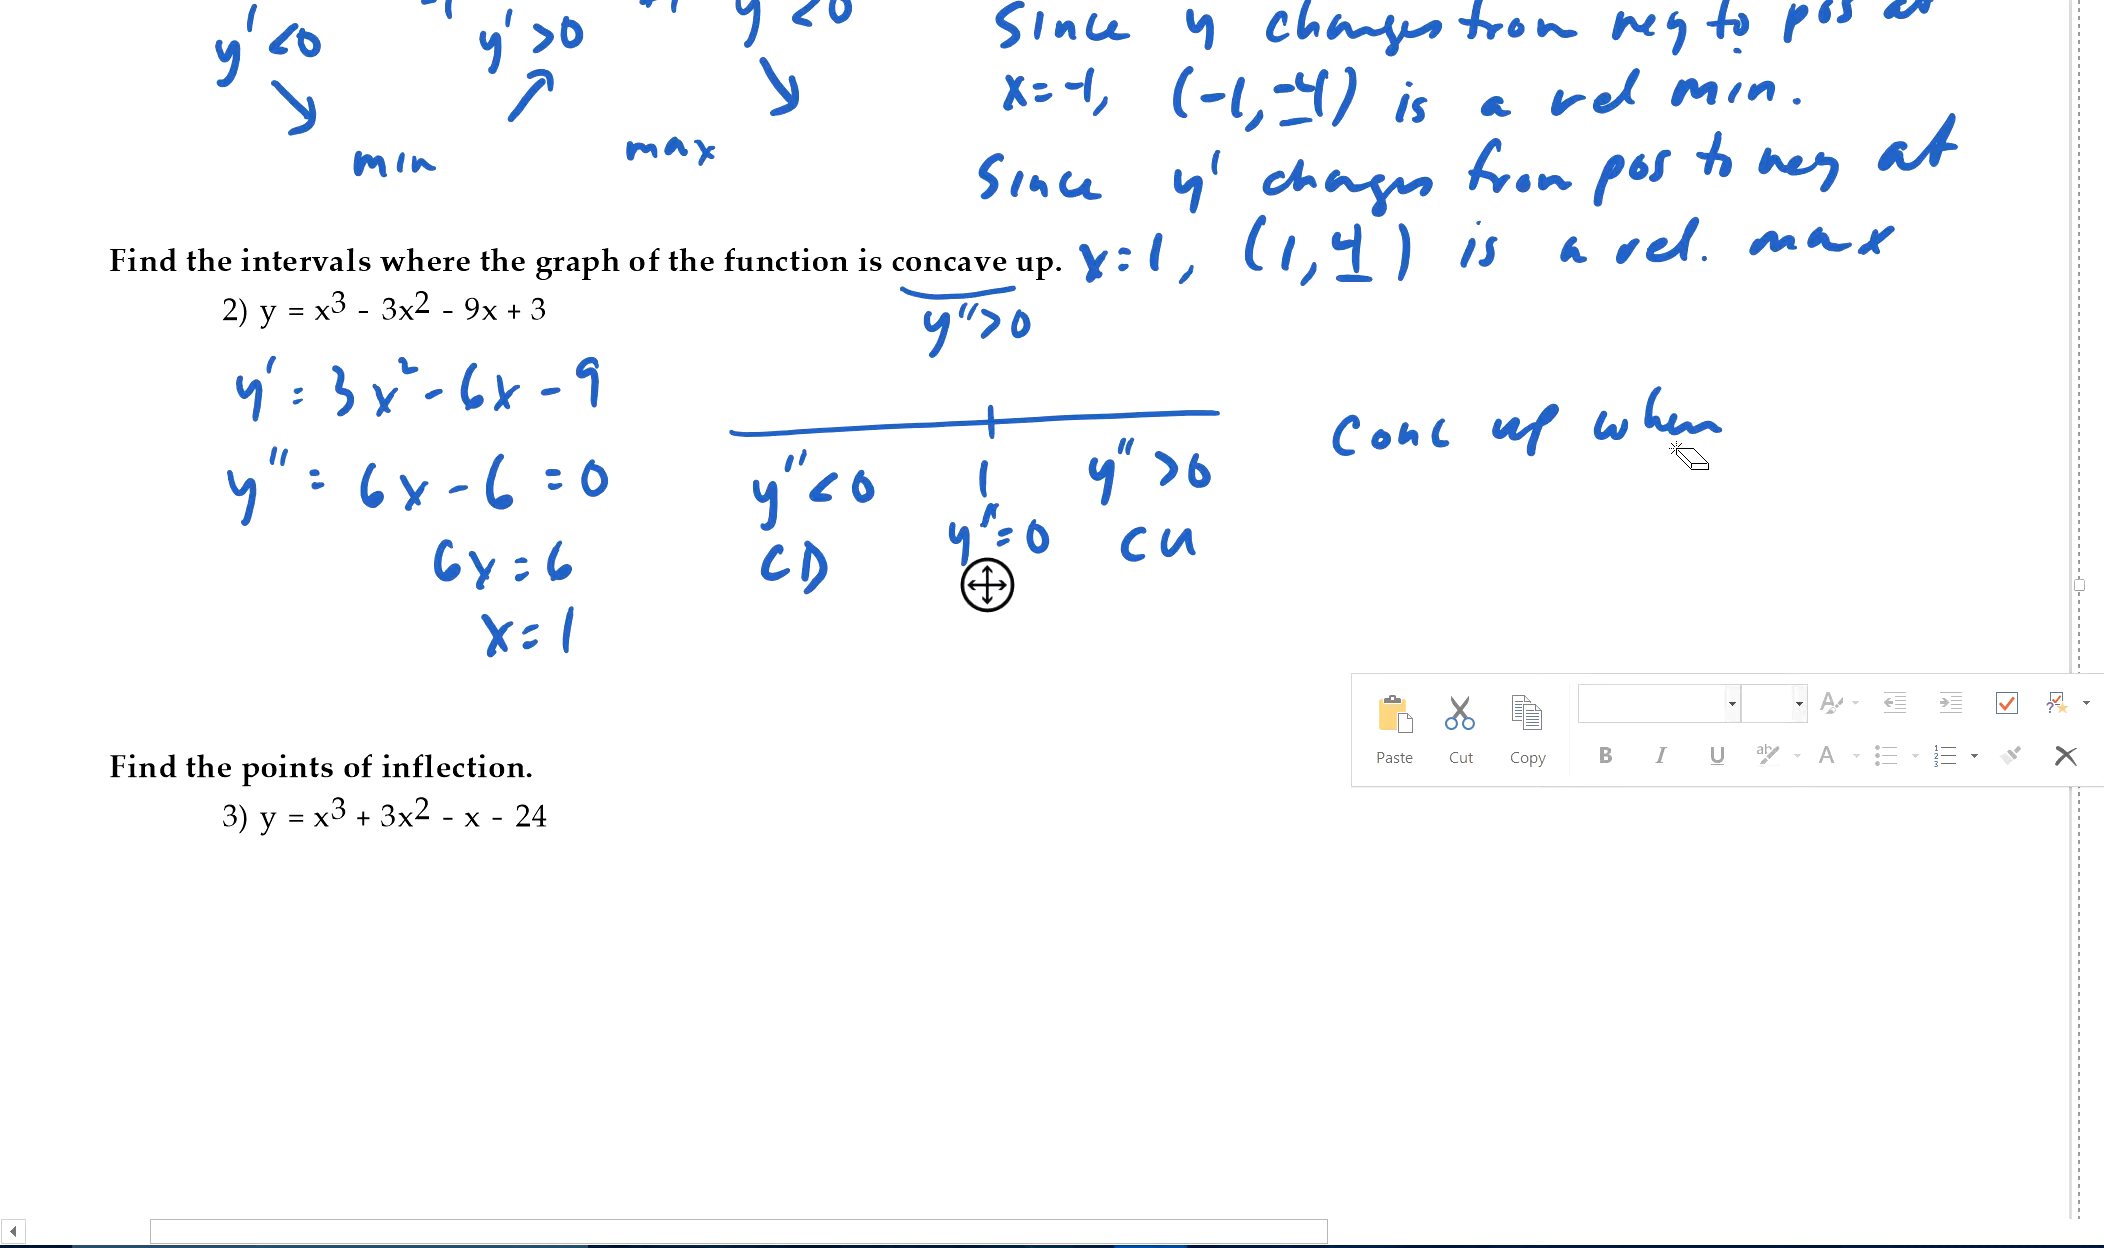 y' < 0
y' > 0
y < 0
min
max
Since y changes from neg to pos at
x = -1, (-1, -4) is a rel min.
Since y' changes from pos to neg at
x = 1, (1, 4) is a rel. max
Find the intervals where the graph of the function is concave up.
2) y = x³ - 3x² - 9x + 3
y'' > 0
y' = 3x² - 6x - 9
y'' = 6x - 6 = 0
6x = 6
x = 1
y'' < 0 1 y'' > 0
CD y'' = 0 CU
Conc up when
Paste Cut Copy
B I U ab A
Find the points of inflection.
3) y = x³ + 3x² - x - 24